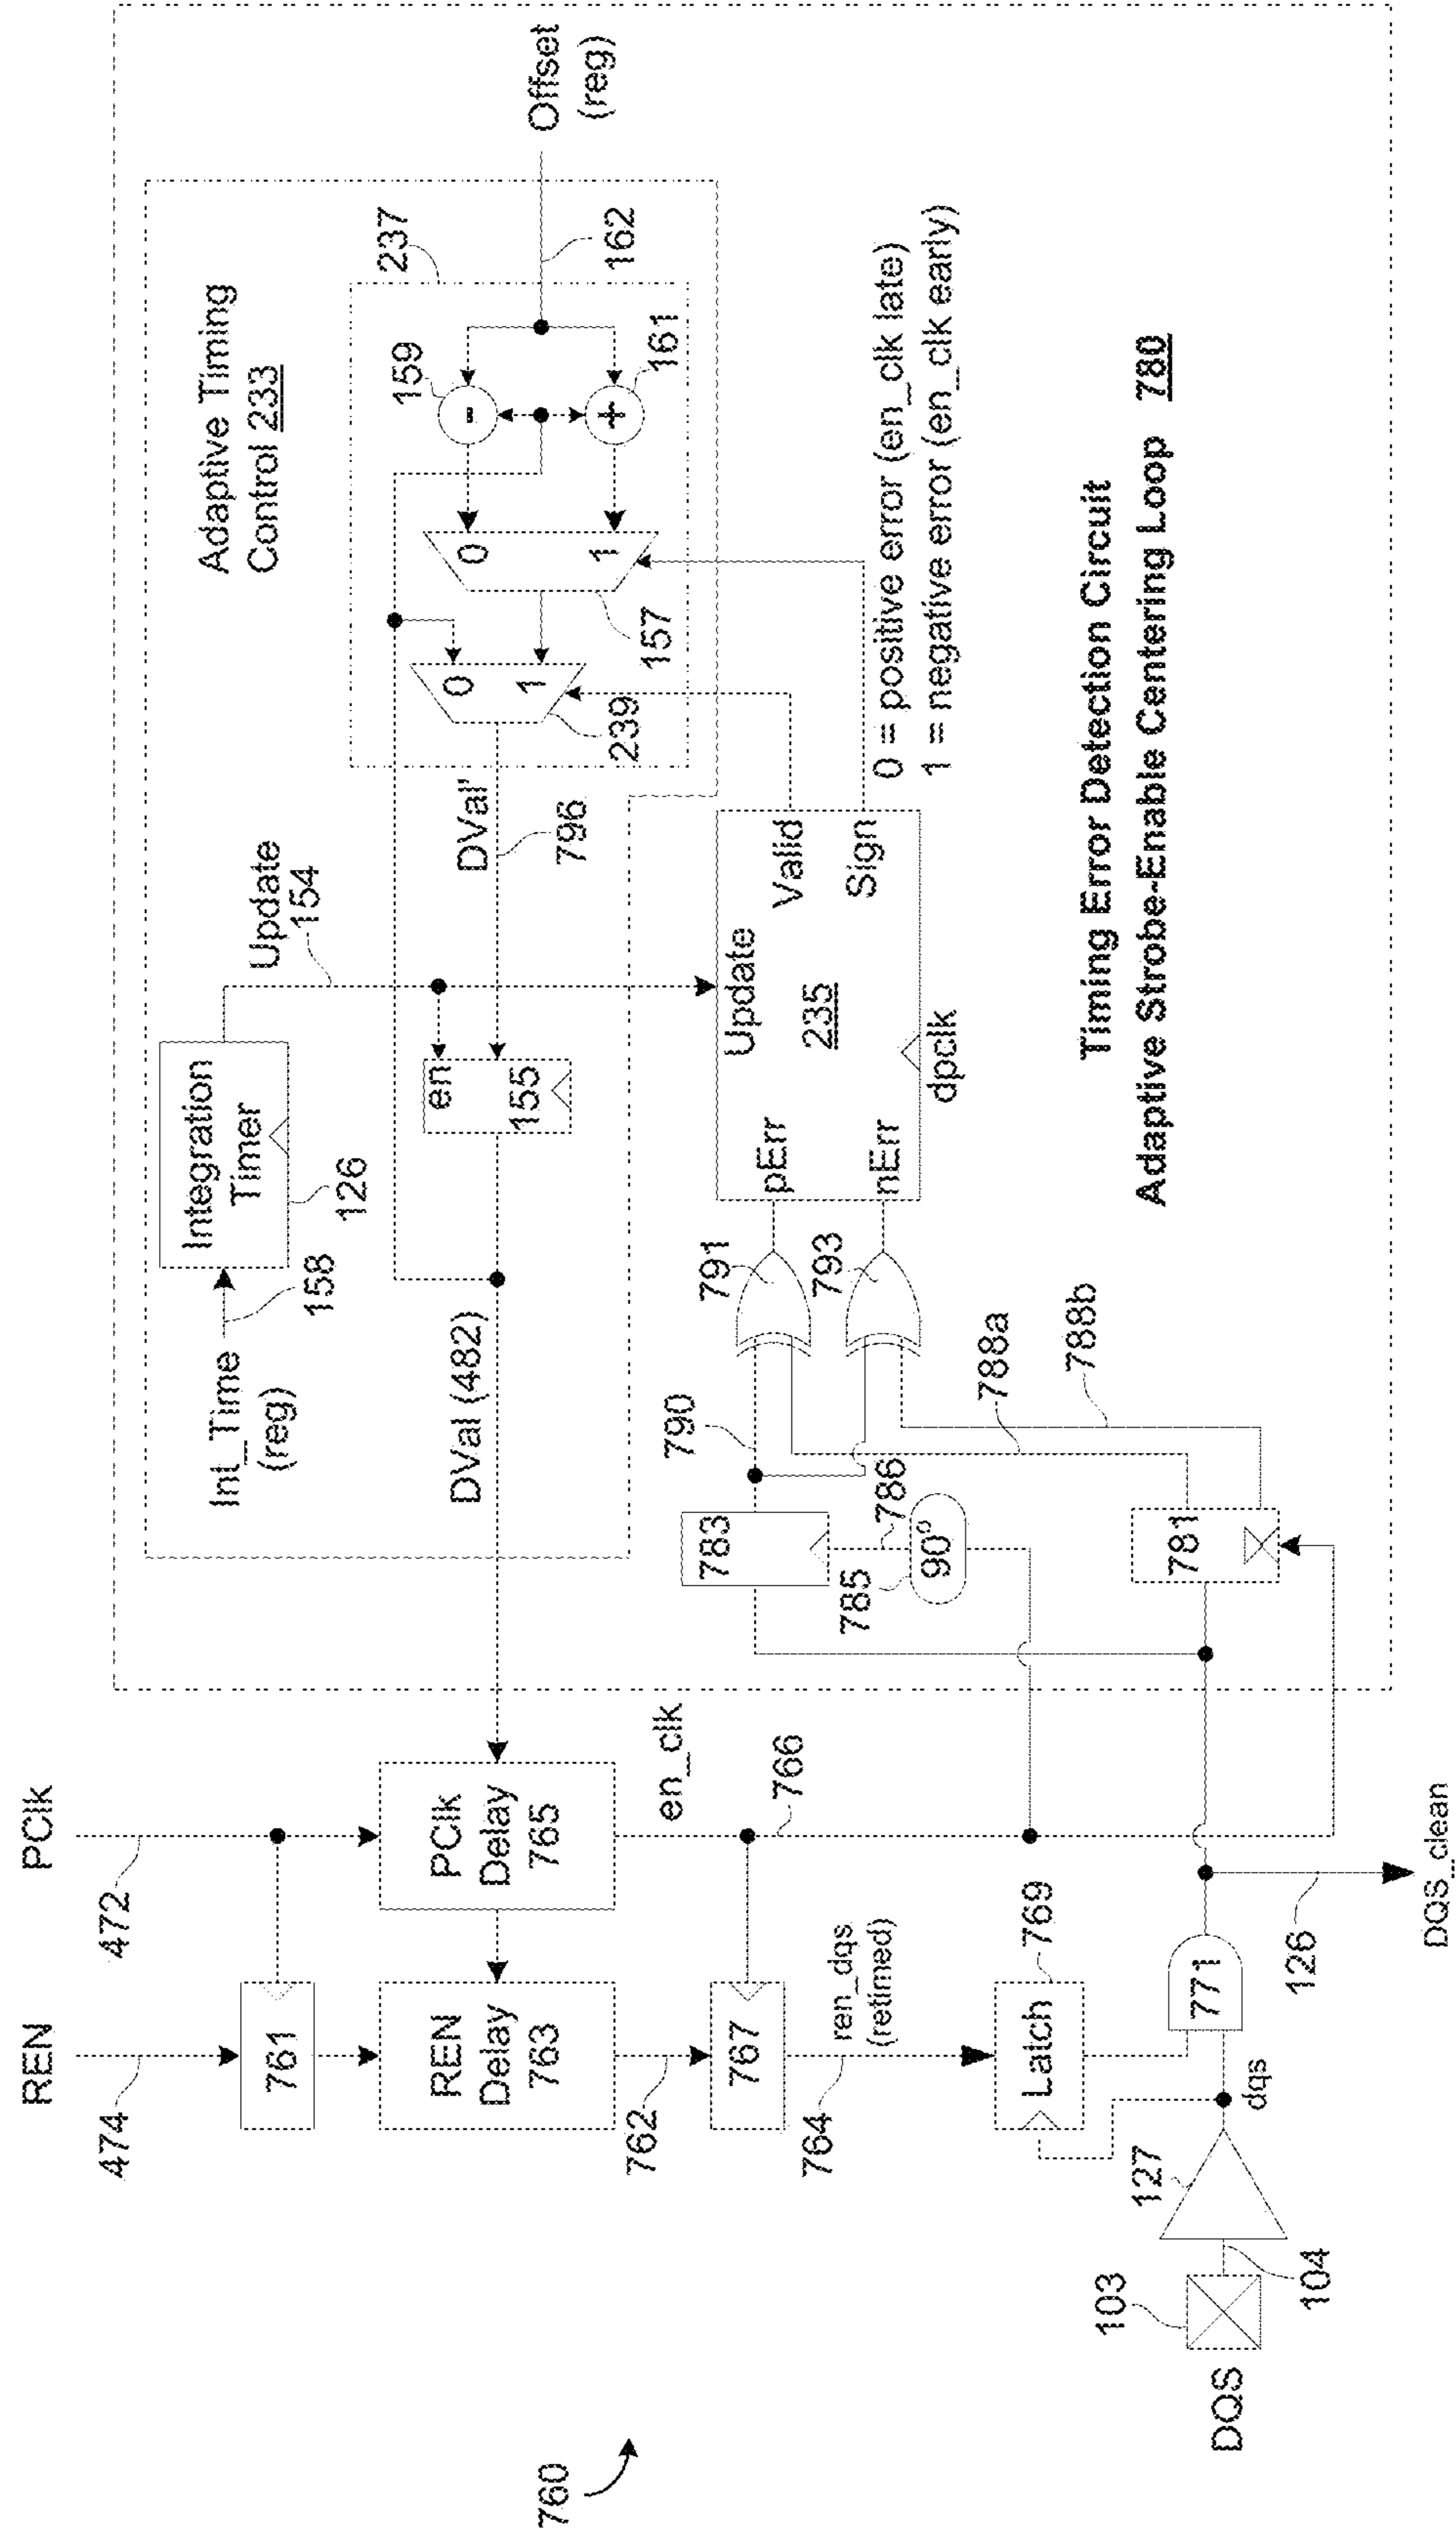 760
REN
PClk
474
472
761
REN
Delay
763
PClk
Delay
765
762
en_clk
767
766
764
ren_dqs
(retimed)
Latch
769
DQS
103
104
127
dqs
771
126
DQS_clean
Int_Time
(reg)
158
Integration
Timer
126
Update
154
Adaptive Timing
Control 233
DVal (482)
en
155
DVal'
796
237
239
0
1
157
0
1
159
-
+
161
162
Offset
(reg)
783
785
786
90°
781
790
788a
788b
791
793
pErr
nErr
Update
235
dpclk
Valid
Sign
0 = positive error (en_clk late)
1 = negative error (en_clk early)
Timing Error Detection Circuit
Adaptive Strobe-Enable Centering Loop 780